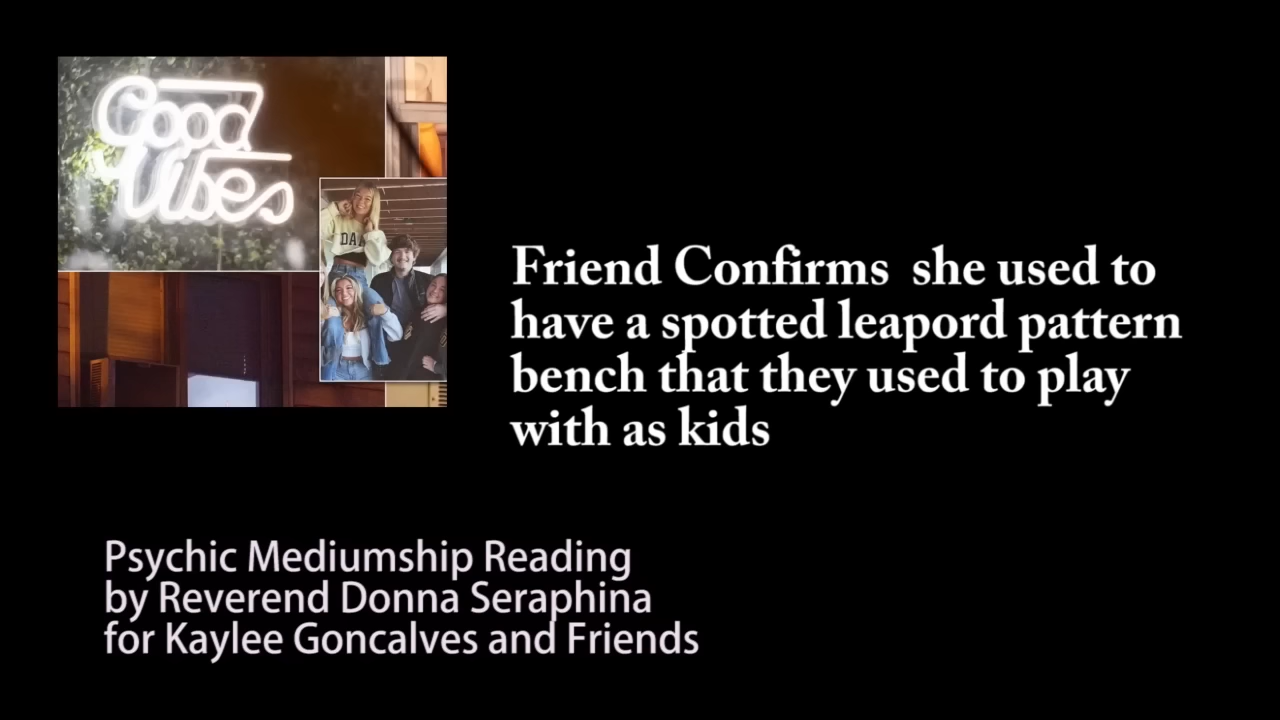 Good
Vibes
DA
Friend Confirms  she used to
have a spotted leapord pattern
bench that they used to play
with as kids
Psychic Mediumship Reading
by Reverend Donna Seraphina
for Kaylee Goncalves and Friends